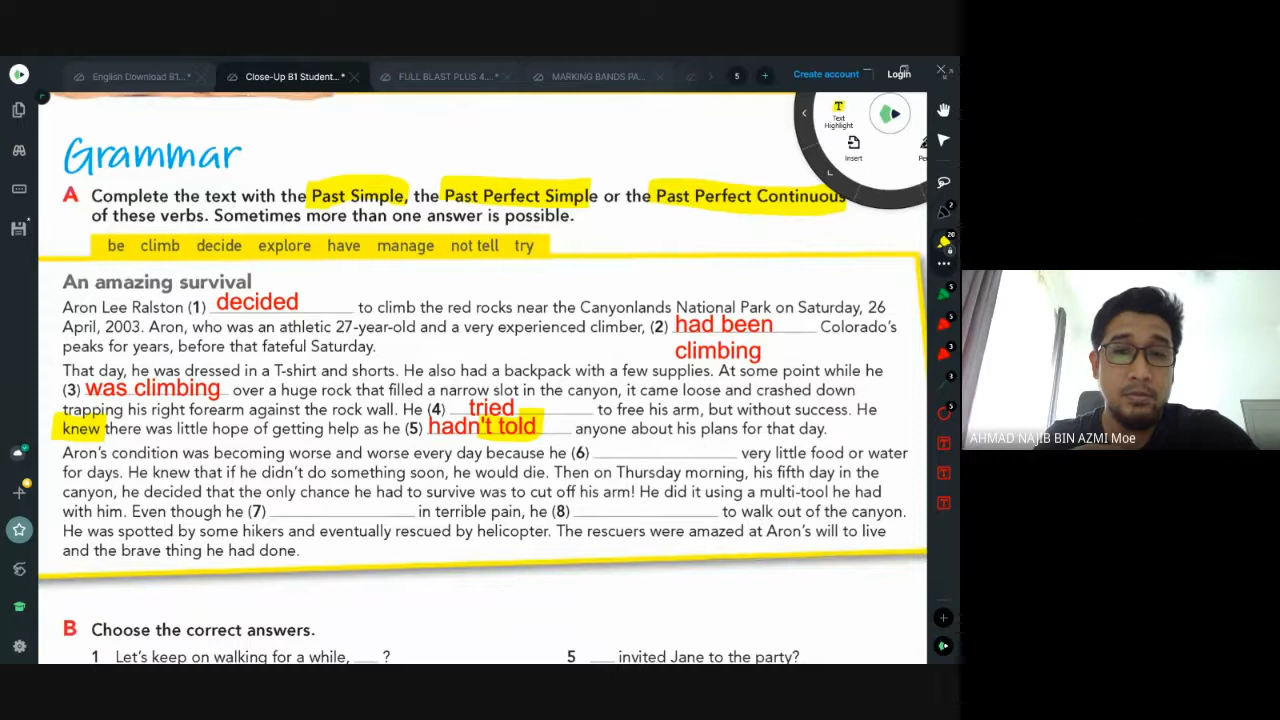 English Download B1...*
Close-Up B1 Student...*
FULL BLAST PLUS 4....*
MARKING BANDS PA...
5
Create account
Login
Text Highlight
Insert
Grammar
A Complete the text with the Past Simple, the Past Perfect Simple or the Past Perfect Continuous
of these verbs. Sometimes more than one answer is possible.
be climb decide explore have manage not tell try
An amazing survival
Aron Lee Ralston (1) decided to climb the red rocks near the Canyonlands National Park on Saturday, 26
April, 2003. Aron, who was an athletic 27-year-old and a very experienced climber, (2) had been Colorado's
climbing
peaks for years, before that fateful Saturday.
That day, he was dressed in a T-shirt and shorts. He also had a backpack with a few supplies. At some point while he
(3) was climbing over a huge rock that filled a narrow slot in the canyon, it came loose and crashed down
trapping his right forearm against the rock wall. He (4) tried to free his arm, but without success. He
knew there was little hope of getting help as he (5) hadn't told anyone about his plans for that day.
Aron's condition was becoming worse and worse every day because he (6) very little food or water
for days. He knew that if he didn't do something soon, he would die. Then on Thursday morning, his fifth day in the
canyon, he decided that the only chance he had to survive was to cut off his arm! He did it using a multi-tool he had
with him. Even though he (7) in terrible pain, he (8) to walk out of the canyon.
He was spotted by some hikers and eventually rescued by helicopter. The rescuers were amazed at Aron's will to live
and the brave thing he had done.
B Choose the correct answers.
1 Let's keep on walking for a while, ___ ?
5 ___ invited Jane to the party?
AHMAD NAJIB BIN AZMI Moe